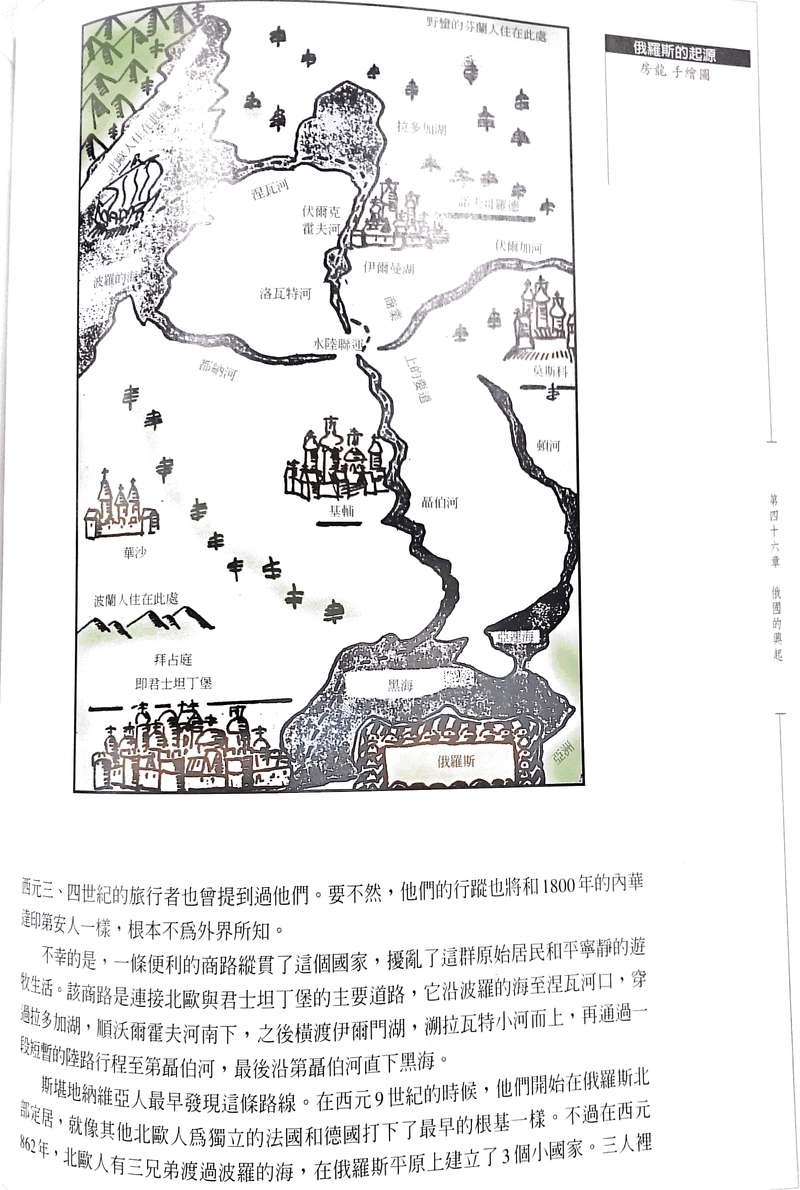 野蠻的芬蘭人住在此處
俄羅斯的起源
房龍 手繪圖
北歐人住在此處
拉多加湖
涅瓦河
諾夫哥羅德
伏爾克
霍夫河
伏爾加河
伊爾曼湖
波羅的海
洛瓦特河
商業
水陸聯運
上的要道
都納河
莫斯科
頓河
聶伯河
基輔
華沙
第四十六章 俄國的興起
波蘭人住在此處
亞速海
拜占庭
即君士坦丁堡
黑海
俄羅斯
亞洲
西元三、四世紀的旅行者也曾提到過他們。要不然，他們的行蹤也將和1800年的內華
達印第安人一樣，根本不爲外界所知。
不幸的是，一條便利的商路縱貫了這個國家，擾亂了這群原始居民和平寧靜的遊
牧生活。該商路是連接北歐與君士坦丁堡的主要道路，它沿波羅的海至涅瓦河口，穿
過拉多加湖，順沃爾霍夫河南下，之後橫渡伊爾門湖，溯拉瓦特小河而上，再通過一
段短暫的陸路行程至第聶伯河，最後沿第聶伯河直下黑海。
斯堪地納維亞人最早發現這條路線。在西元9世紀的時候，他們開始在俄羅斯北
部定居，就像其他北歐人爲獨立的法國和德國打下了最早的根基一樣。不過在西元
862年，北歐人有三兄弟渡過波羅的海，在俄羅斯平原上建立了3個小國家。三人裡